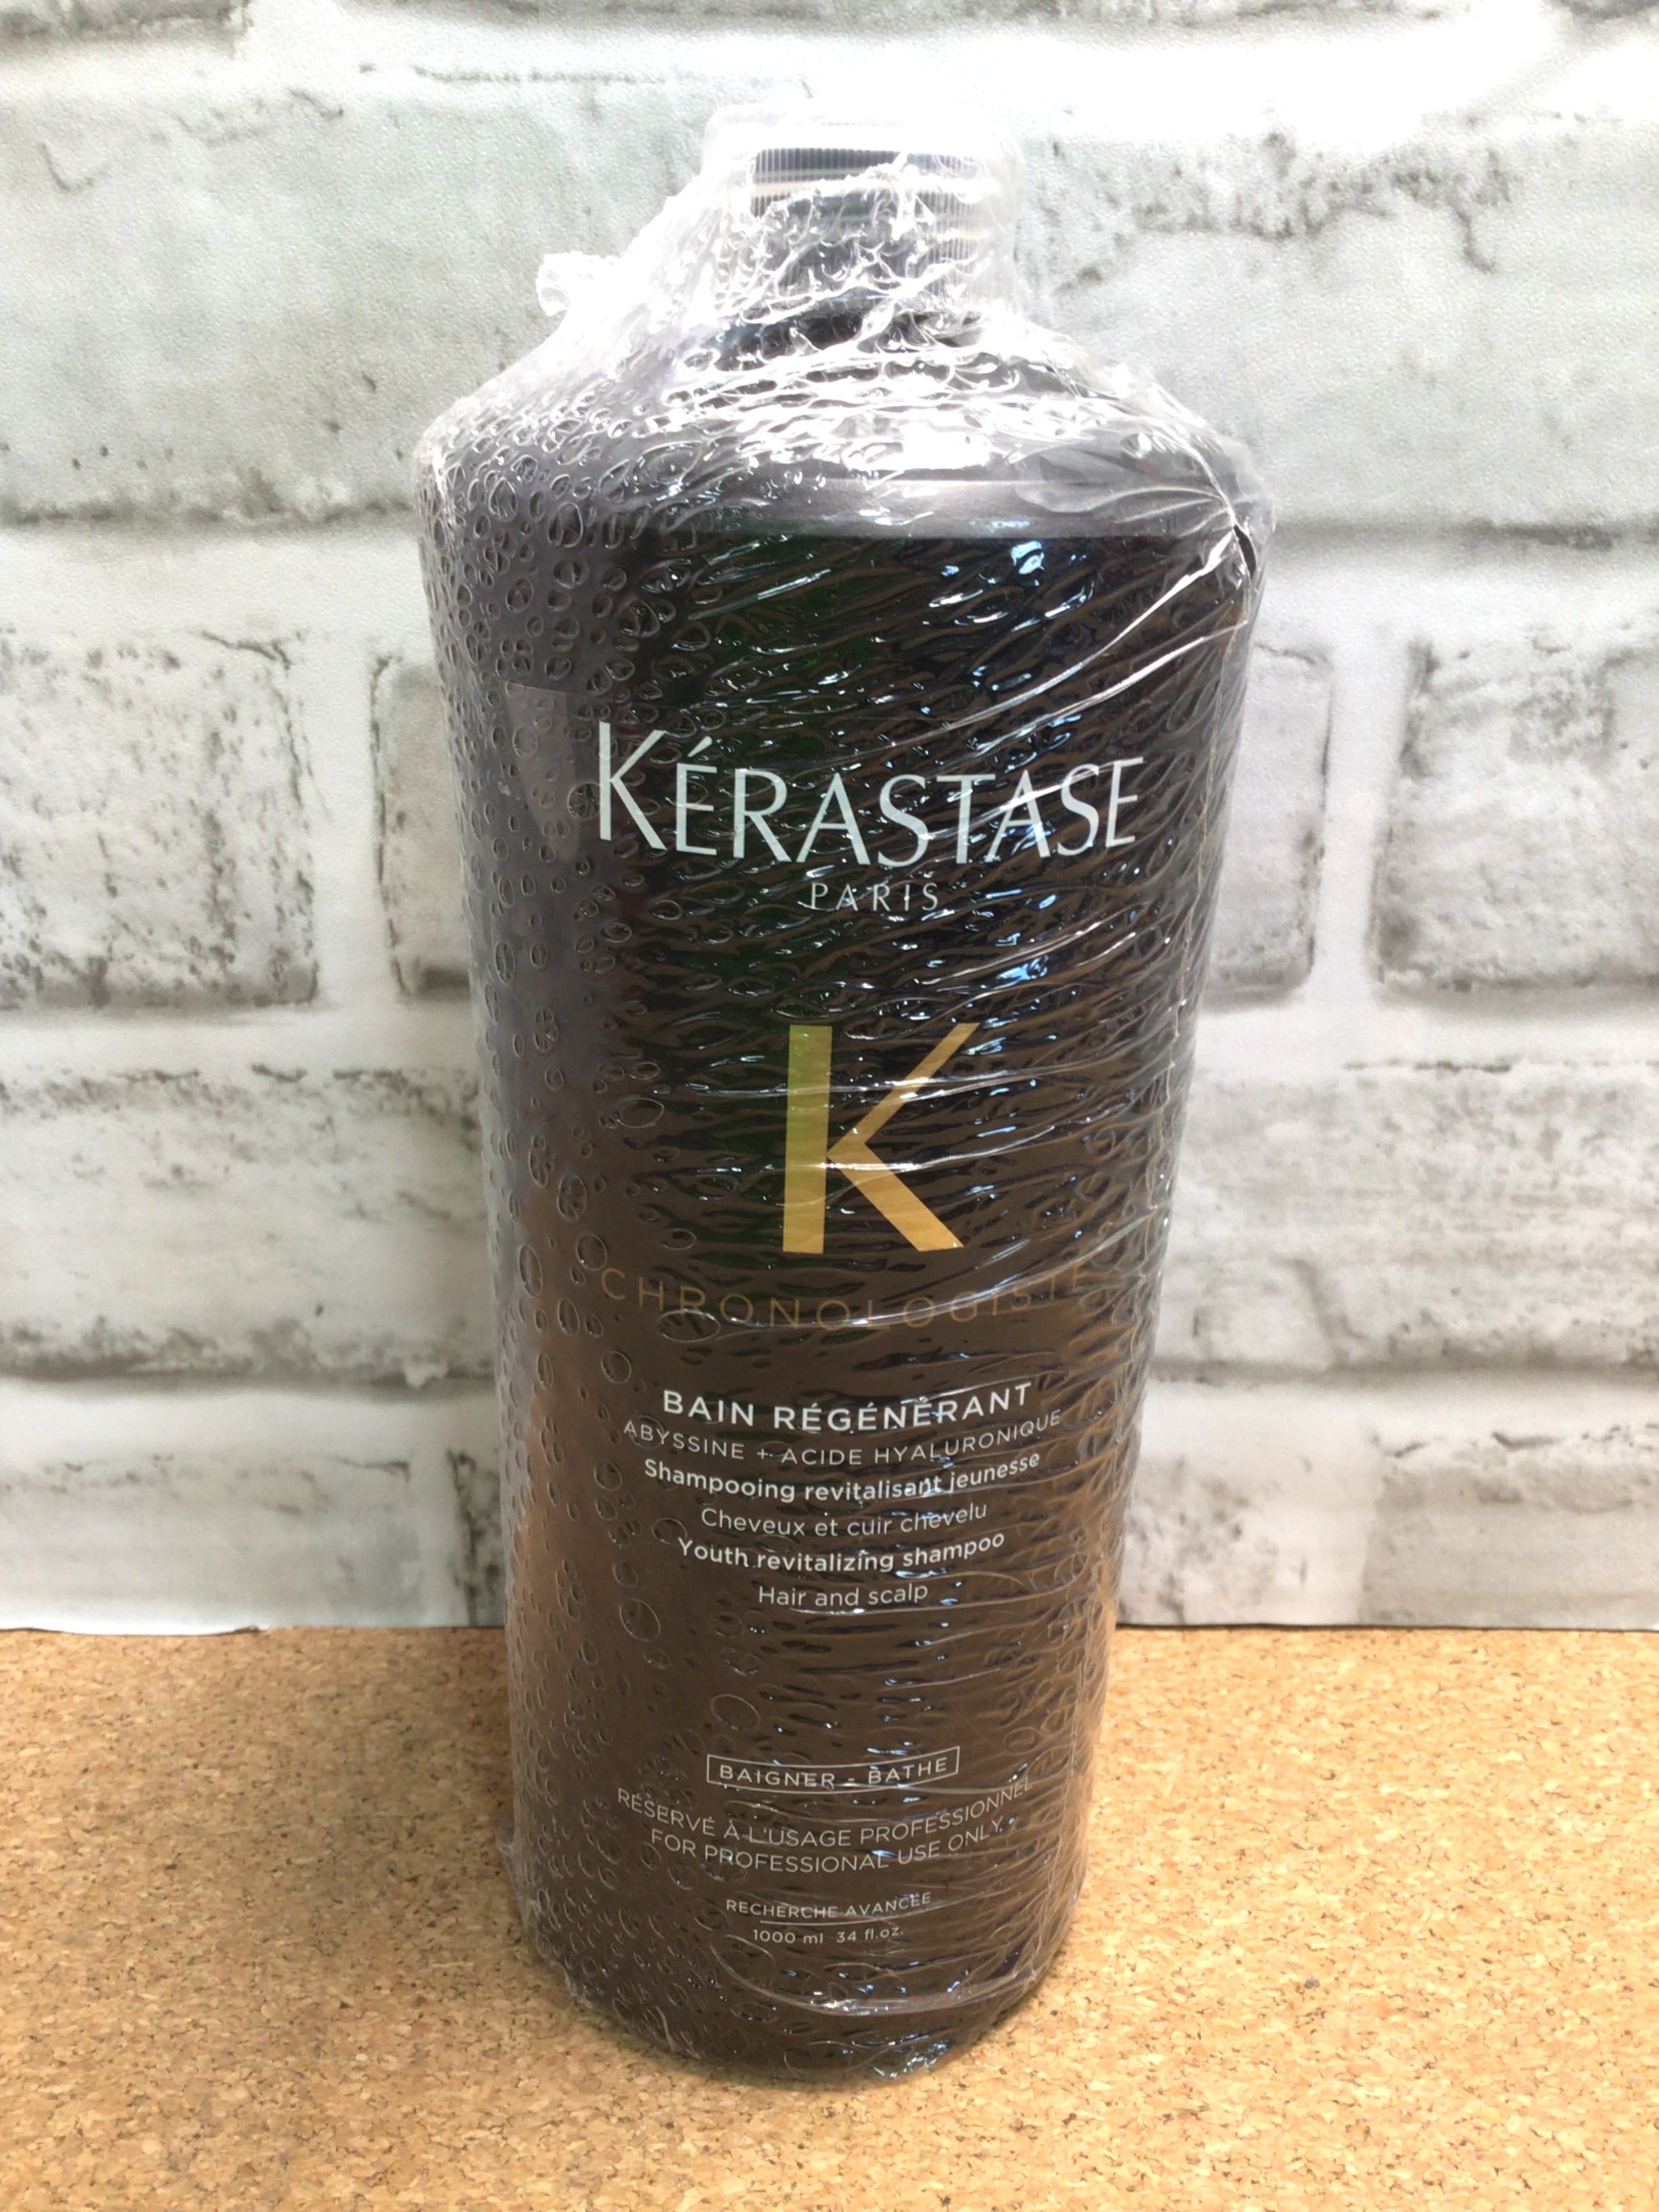 KÉRASTASE
PARIS
K
CHRONOLOGISTE
BAIN RÉGÉNÉRANT
ABYSSINE + ACIDE HYALURONIQUE
Shampooing revitalisant jeunesse
Cheveux et cuir chevelu
Youth revitalizing shampoo
Hair and scalp
BAIGNER - BATHE
RÉSERVÉ À L'USAGE PROFESSIONNEL
FOR PROFESSIONAL USE ONLY.
RECHERCHE AVANCÉE
1000 ml 34 fl.oz.